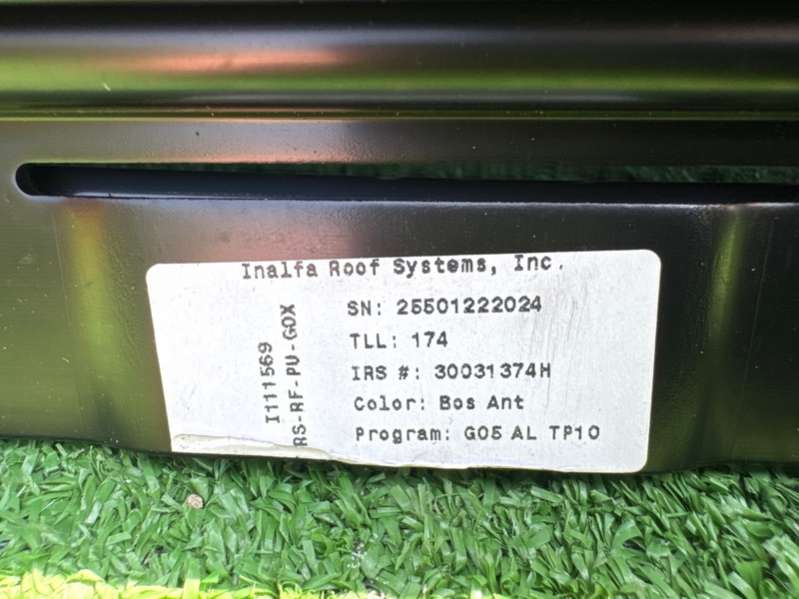 Inalfa Roof Systems, Inc.
SN: 25501222024
TLL: 174
IRS #: 30031374H
Color: Bos Ant
Program: G05 AL TP10
I111569
RS-RF-PU-GOX